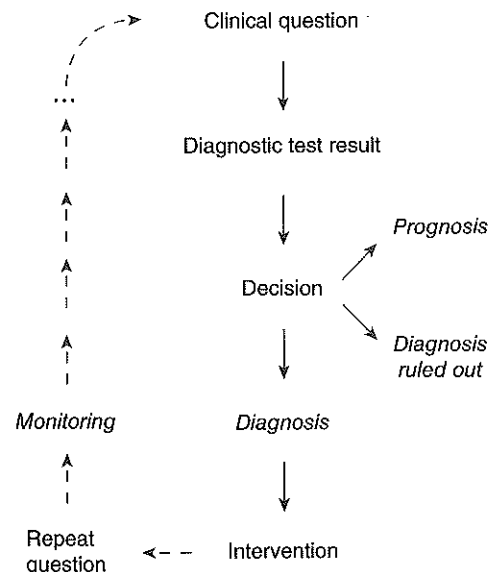 Clinical question
...
Diagnostic test result
Prognosis
Decision
Diagnosis
ruled out
Monitoring
Diagnosis
Repeat
question
Intervention